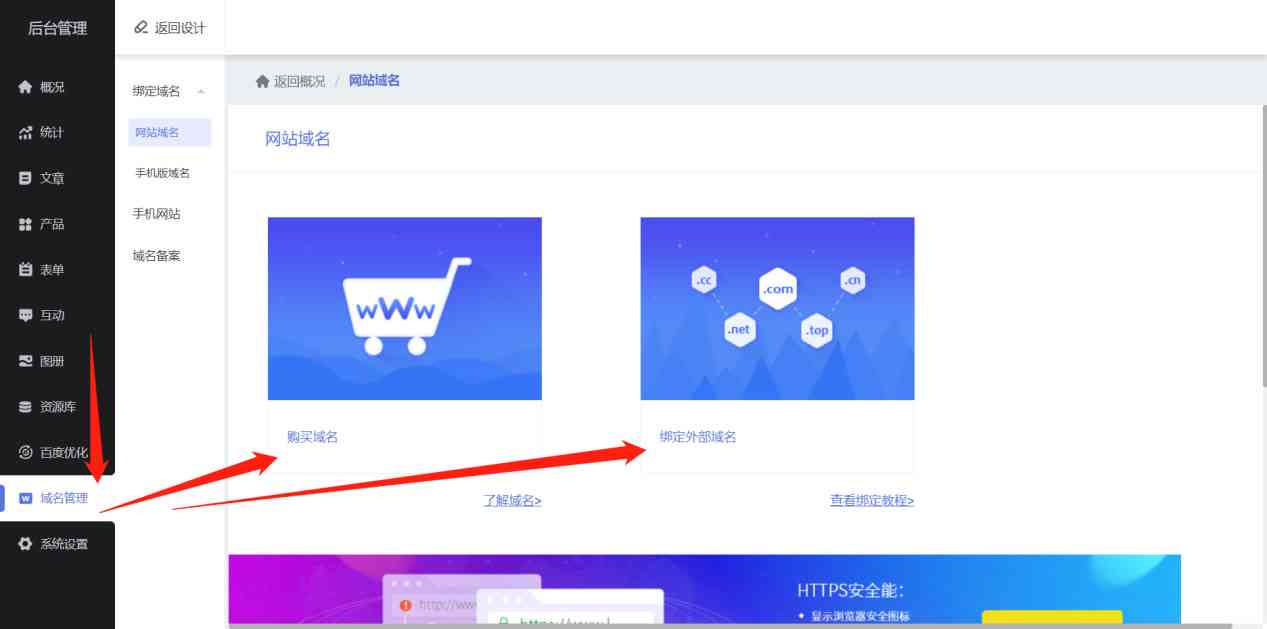 后台管理
返回设计
概况
统计
文章
产品
表单
互动
图册
资源库
百度优化
域名管理
系统设置
绑定域名
网站域名
手机版域名
手机网站
域名备案
返回概况 / 网站域名
网站域名
www
.cc
.com
.cn
.net
.top
购买域名
绑定外部域名
了解域名>
查看绑定教程>
http://www
https://www.
HTTPS安全能：
• 显示浏览器安全图标